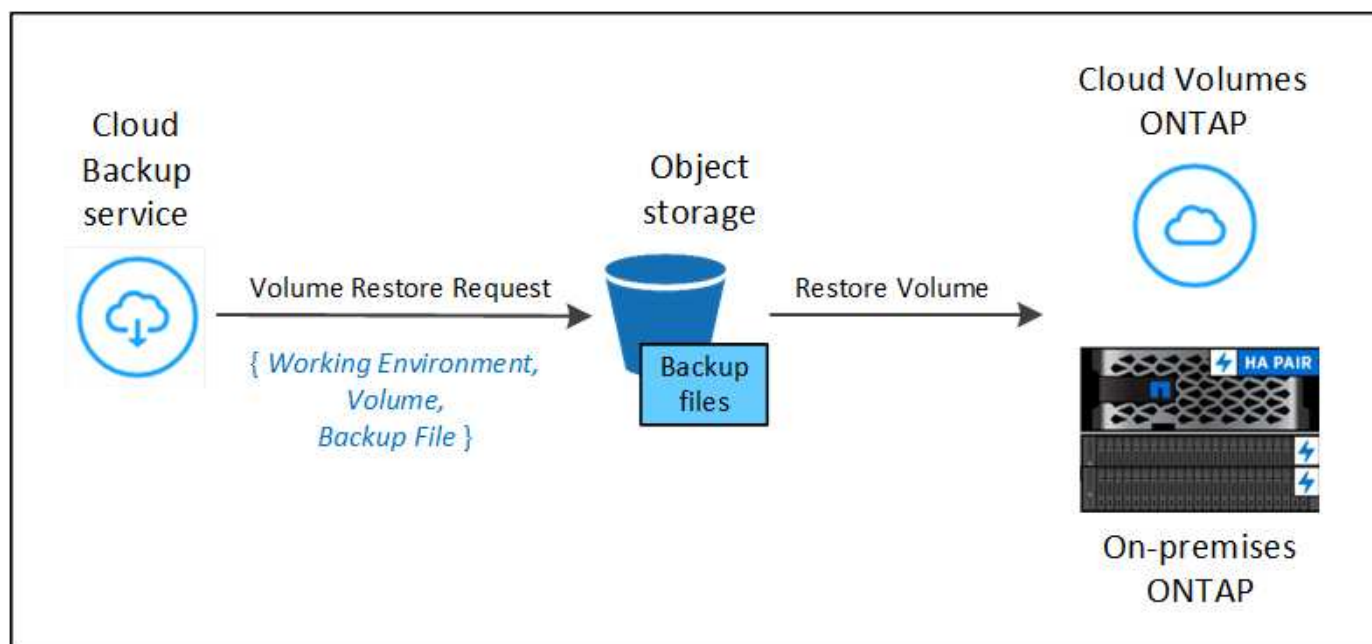 Cloud
Backup
service
Volume Restore Request
{ Working Environment,
Volume,
Backup File }
Object
storage
Backup
files
Restore Volume
Cloud Volumes
ONTAP
HA PAIR
On-premises
ONTAP